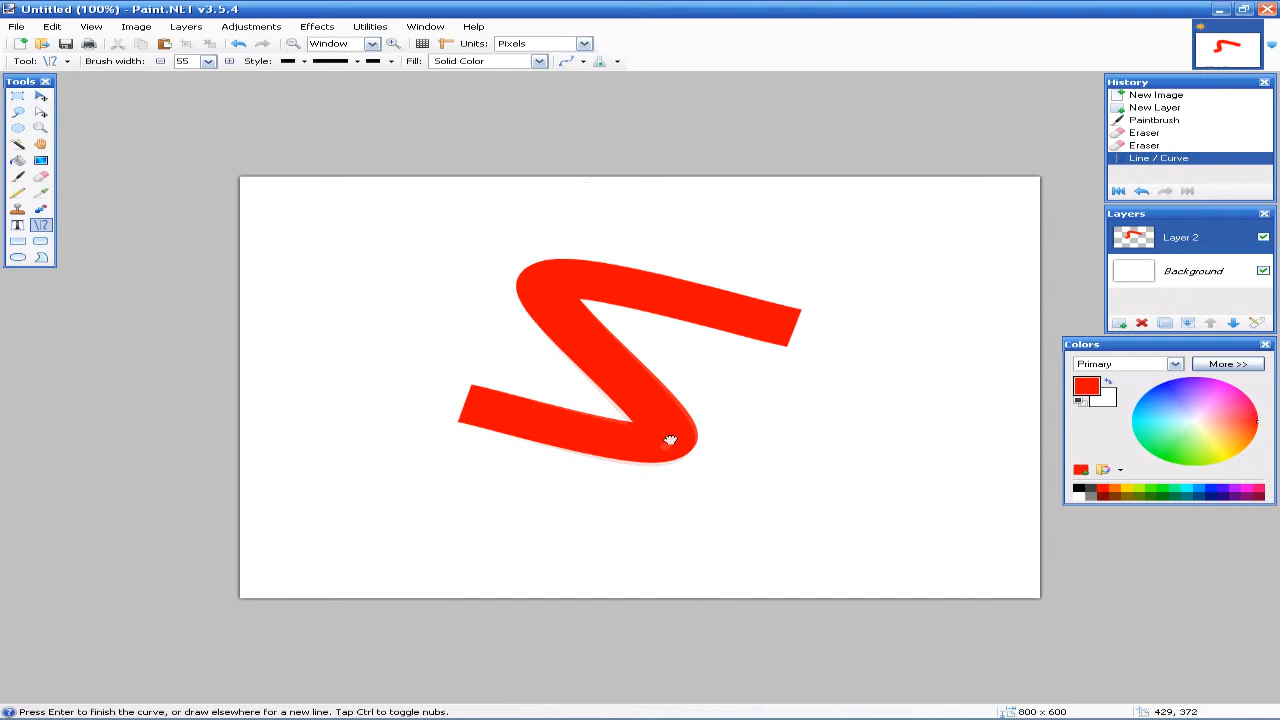 Untitled (100%) - Paint.NET v3.5.4
File Edit View Image Layers Adjustments Effects Utilities Window Help
Window Units: Pixels
Tool: Brush width: 55 Style: Fill: Solid Color
Tools
History
New Image
New Layer
Paintbrush
Eraser
Eraser
Line / Curve
Layers
Layer 2
Background
Colors
Primary More >>
Press Enter to finish the curve, or draw elsewhere for a new line. Tap Ctrl to toggle nubs. 800 x 600 429, 372